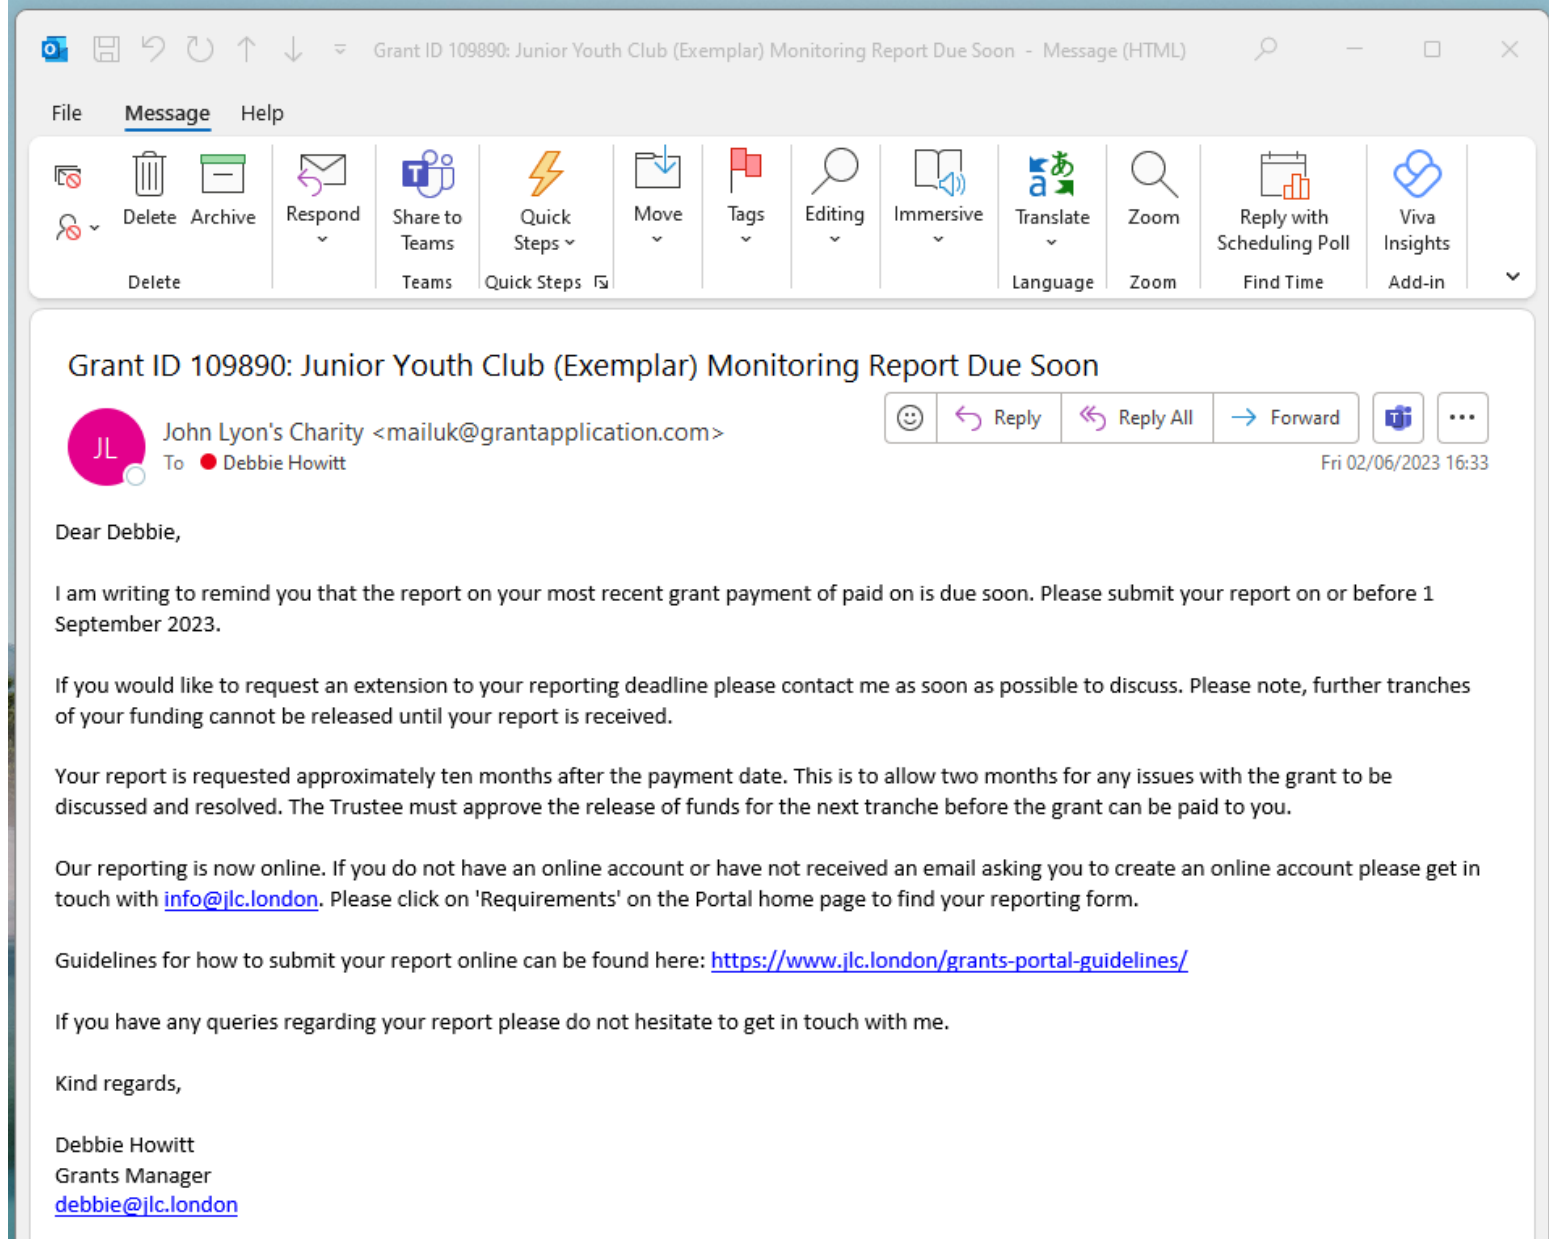 Grant ID 109890: Junior Youth Club (Exemplar) Monitoring Report Due Soon - Message (HTML)
File Message Help
Delete Archive
Respond
Share to Teams
Quick Steps
Move
Tags
Editing
Immersive
Translate
Zoom
Reply with Scheduling Poll
Viva Insights
Delete Teams Quick Steps Language Zoom Find Time Add-in
Grant ID 109890: Junior Youth Club (Exemplar) Monitoring Report Due Soon
JL
John Lyon's Charity <mailuk@grantapplication.com>
To Debbie Howitt
Reply Reply All Forward
Fri 02/06/2023 16:33
Dear Debbie,
I am writing to remind you that the report on your most recent grant payment of paid on is due soon. Please submit your report on or before 1
September 2023.
If you would like to request an extension to your reporting deadline please contact me as soon as possible to discuss. Please note, further tranches
of your funding cannot be released until your report is received.
Your report is requested approximately ten months after the payment date. This is to allow two months for any issues with the grant to be
discussed and resolved. The Trustee must approve the release of funds for the next tranche before the grant can be paid to you.
Our reporting is now online. If you do not have an online account or have not received an email asking you to create an online account please get in
touch with info@jlc.london. Please click on 'Requirements' on the Portal home page to find your reporting form.
Guidelines for how to submit your report online can be found here: https://www.jlc.london/grants-portal-guidelines/
If you have any queries regarding your report please do not hesitate to get in touch with me.
Kind regards,
Debbie Howitt
Grants Manager
debbie@jlc.london